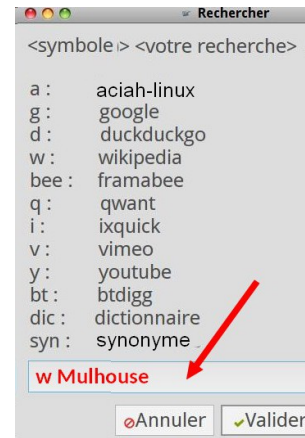 Rechercher
<symbole> <votre recherche>
a : aciah-linux
g : google
d : duckduckgo
w : wikipedia
bee : framabee
q : qwant
i : ixquick
v : vimeo
y : youtube
bt : btdigg
dic : dictionnaire
syn : synonyme
w Mulhouse
Annuler Valider